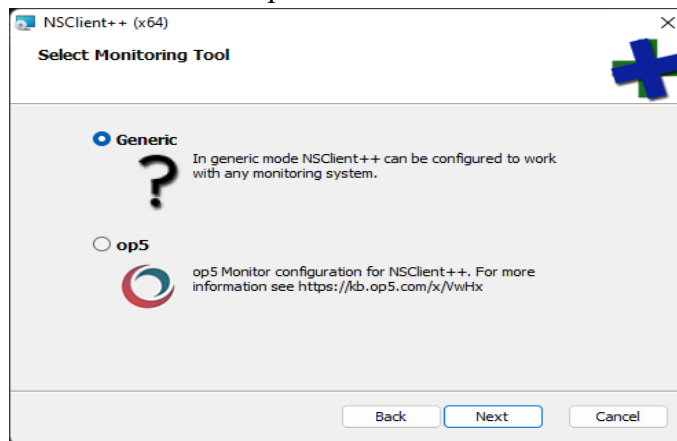 NSClient++ (x64)
Select Monitoring Tool
Generic
In generic mode NSClient++ can be configured to work
with any monitoring system.
op5
op5 Monitor configuration for NSClient++. For more
information see https://kb.op5.com/x/VwHx
Back Next Cancel